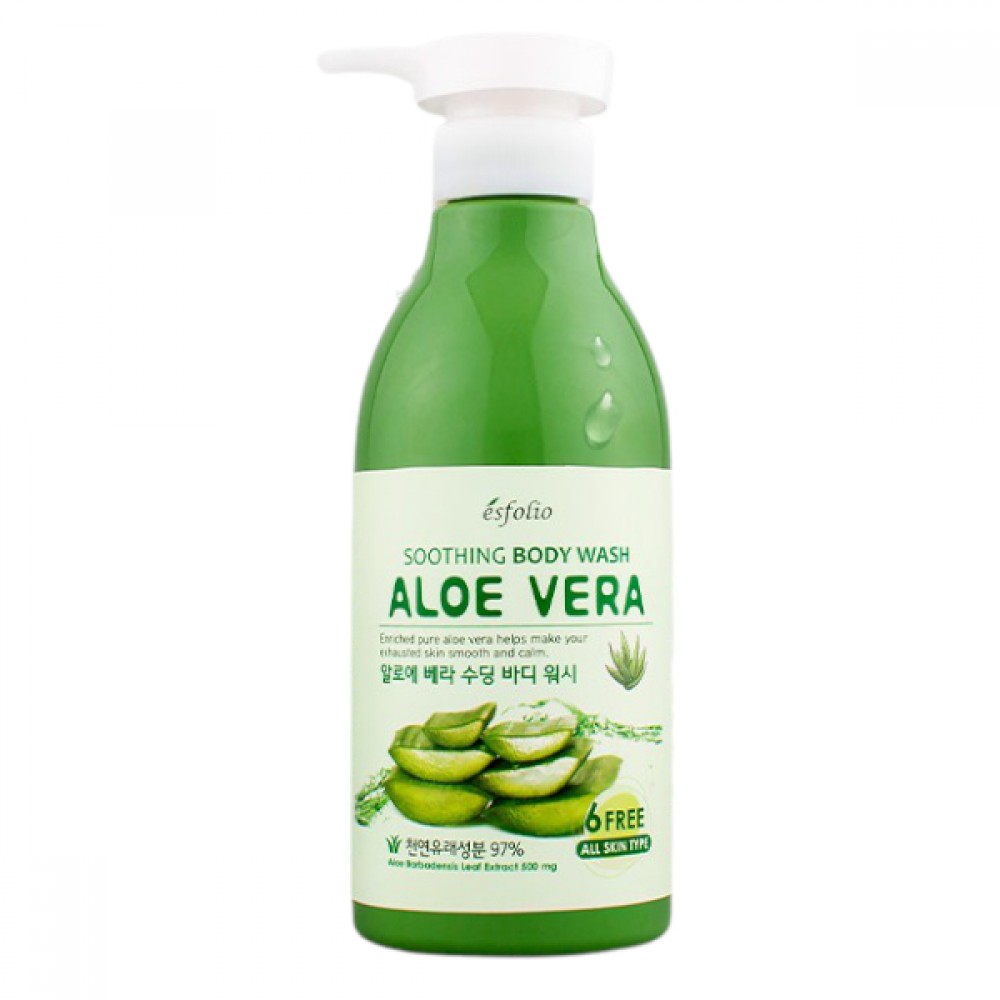 ésfolio
SOOTHING BODY WASH
ALOE VERA
Enriched pure aloe vera helps make your
exhausted skin smooth and calm.
알로에 베라 수딩 바디 워시
6 FREE
ALL SKIN TYPE
천연유래성분 97%
Aloe Barbadensis Leaf Extract 500 mg